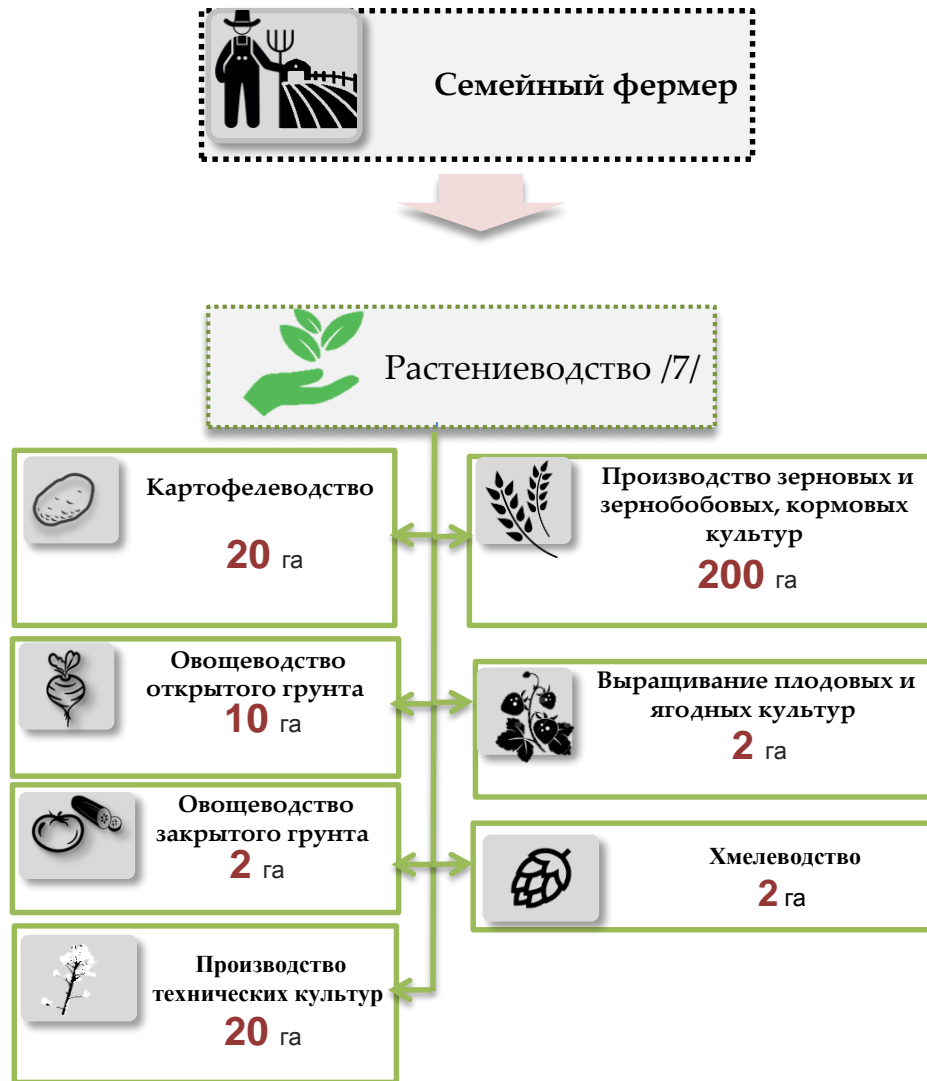 Семейный фермер
Растениеводство /7/
Картофелеводство
20 га
Производство зерновых и
зернобобовых, кормовых
культур
200 га
Овощеводство
открытого грунта
10 га
Выращивание плодовых и
ягодных культур
2 га
Овощеводство
закрытого грунта
2 га
Хмелеводство
2 га
Производство
технических культур
20 га